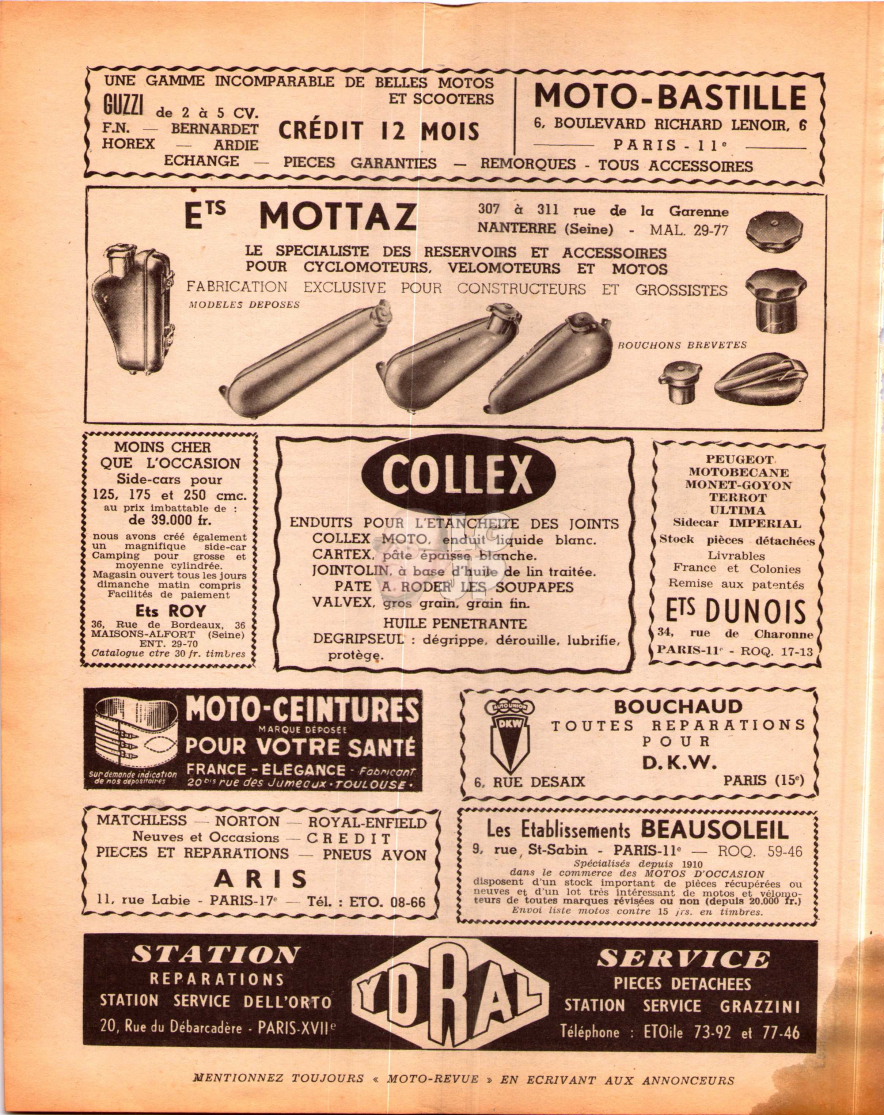 UNE GAMME INCOMPARABLE DE BELLES MOTOS
ET SCOOTERS
GUZZI de 2 à 5 CV.
F.N. — BERNARDET
HOREX — ARDIE
CRÉDIT 12 MOIS
MOTO-BASTILLE
6, BOULEVARD RICHARD LENOIR, 6
PARIS - 11e
ECHANGE — PIECES GARANTIES — REMORQUES - TOUS ACCESSOIRES
ETS MOTTAZ
307 à 311 rue de la Garenne
NANTERRE (Seine) - MAL. 29-77
LE SPECIALISTE DES RESERVOIRS ET ACCESSOIRES
POUR CYCLOMOTEURS, VELOMOTEURS ET MOTOS
FABRICATION EXCLUSIVE POUR CONSTRUCTEURS ET GROSSISTES
MODELES DEPOSES
BOUCHONS BREVETES
MOINS CHER
QUE L'OCCASION
Side-cars pour
125, 175 et 250 cmc.
au prix imbattable de :
de 39.000 fr.
nous avons créé également
un magnifique side-car
Camping pour grosse et
moyenne cylindrée.
Magasin ouvert tous les jours
dimanche matin compris
Facilités de paiement
Ets ROY
36, Rue de Bordeaux, 36
MAISONS-ALFORT (Seine)
ENT. 29-70
Catalogue ctre 30 fr. timbres
COLLEX
ENDUITS POUR L'ETANCHEITE DES JOINTS
COLLEX MOTO, enduit liquide blanc.
CARTEX, pâte épaisse blanche.
JOINTOLIN, à base d'huile de lin traitée.
PATE A RODER LES SOUPAPES
VALVEX, gros grain, grain fin.
HUILE PENETRANTE
DEGRIPSEUL : dégrippe, dérouille, lubrifie,
protège.
PEUGEOT
MOTOBECANE
MONET-GOYON
TERROT
ULTIMA
Sidecar IMPERIAL
Stock pièces détachées
Livrables
France et Colonies
Remise aux patentés
ETS DUNOIS
34, rue de Charonne
PARIS-11e - ROQ. 17-13
MOTO-CEINTURES
MARQUE DÉPOSÉE
POUR VOTRE SANTÉ
FRANCE - ÉLÉGANCE - Fabricant
20bis rue des Jumeaux - TOULOUSE -
sur demande indication
de nos dépositaires
AUTO UNION
DKW
BOUCHAUD
TOUTES REPARATIONS
POUR
D.K.W.
6, RUE DESAIX PARIS (15e)
MATCHLESS — NORTON — ROYAL-ENFIELD
Neuves et Occasions — CREDIT
PIECES ET REPARATIONS — PNEUS AVON
ARIS
11, rue Labie - PARIS-17e — Tél. : ETO. 08-66
Les Etablissements BEAUSOLEIL
9, rue St-Sabin - PARIS-11e — ROQ. 59-46
Spécialisés depuis 1910
dans le commerce des MOTOS D'OCCASION
disposent d'un stock important de pièces récupérées ou
neuves et d'un lot très intéressant de motos et vélomo-
teurs de toutes marques révisées ou non (depuis 20.000 fr.)
Envoi liste motos contre 15 frs. en timbres.
STATION
REPARATIONS
STATION SERVICE DELL'ORTO
20, Rue du Débarcadère - PARIS-XVIIe
YDRAL
SERVICE
PIECES DETACHEES
STATION SERVICE GRAZZINI
Téléphone : ETOile 73-92 et 77-46
MENTIONNEZ TOUJOURS « MOTO-REVUE » EN ECRIVANT AUX ANNONCEURS